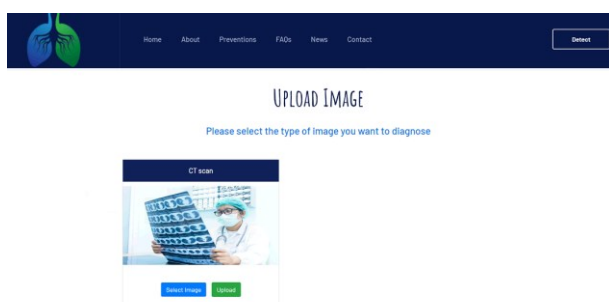 Home About Preventions FAQs News Contact Detect
UPLOAD IMAGE
Please select the type of image you want to diagnose
CT scan
Select Image Upload